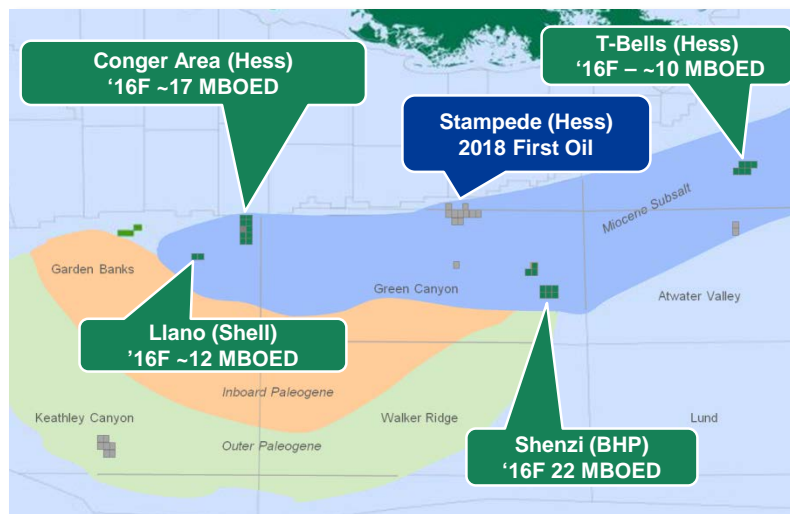 Conger Area (Hess)
‘16F ~17 MBOED
T-Bells (Hess)
‘16F – ~10 MBOED
Stampede (Hess)
2018 First Oil
Mioceno Subsalt
Garden Banks
Green Canyon
Atwater Valley
Llano (Shell)
’16F ~12 MBOED
Inboard Paleogene
Keathley Canyon
Walker Ridge
Lund
Outer Paleogene
Shenzi (BHP)
‘16F 22 MBOED